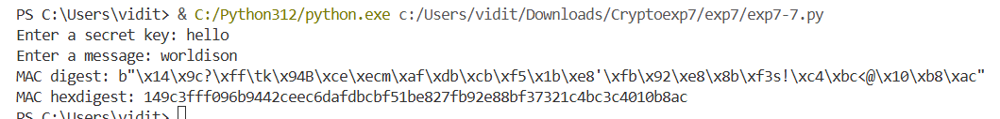 PS C:\Users\vidit> & C:/Python312/python.exe c:/Users/vidit/Downloads/Cryptoexp7/exp7/exp7-7.py
Enter a secret key: hello
Enter a message: worldison
MAC digest: b"\x14\x9c?\xff\tk\x94B\xce\xecm\xaf\xdb\xcb\xf5\x1b\xe8'\xfb\x92\xe8\x8b\xf3s!\xc4\xbc<@\x10\xb8\xac"
MAC hexdigest: 149c3fff096b9442ceec6dafdbcbf51be827fb92e88bf37321c4bc3c4010b8ac
PS C:\Users\vidit>